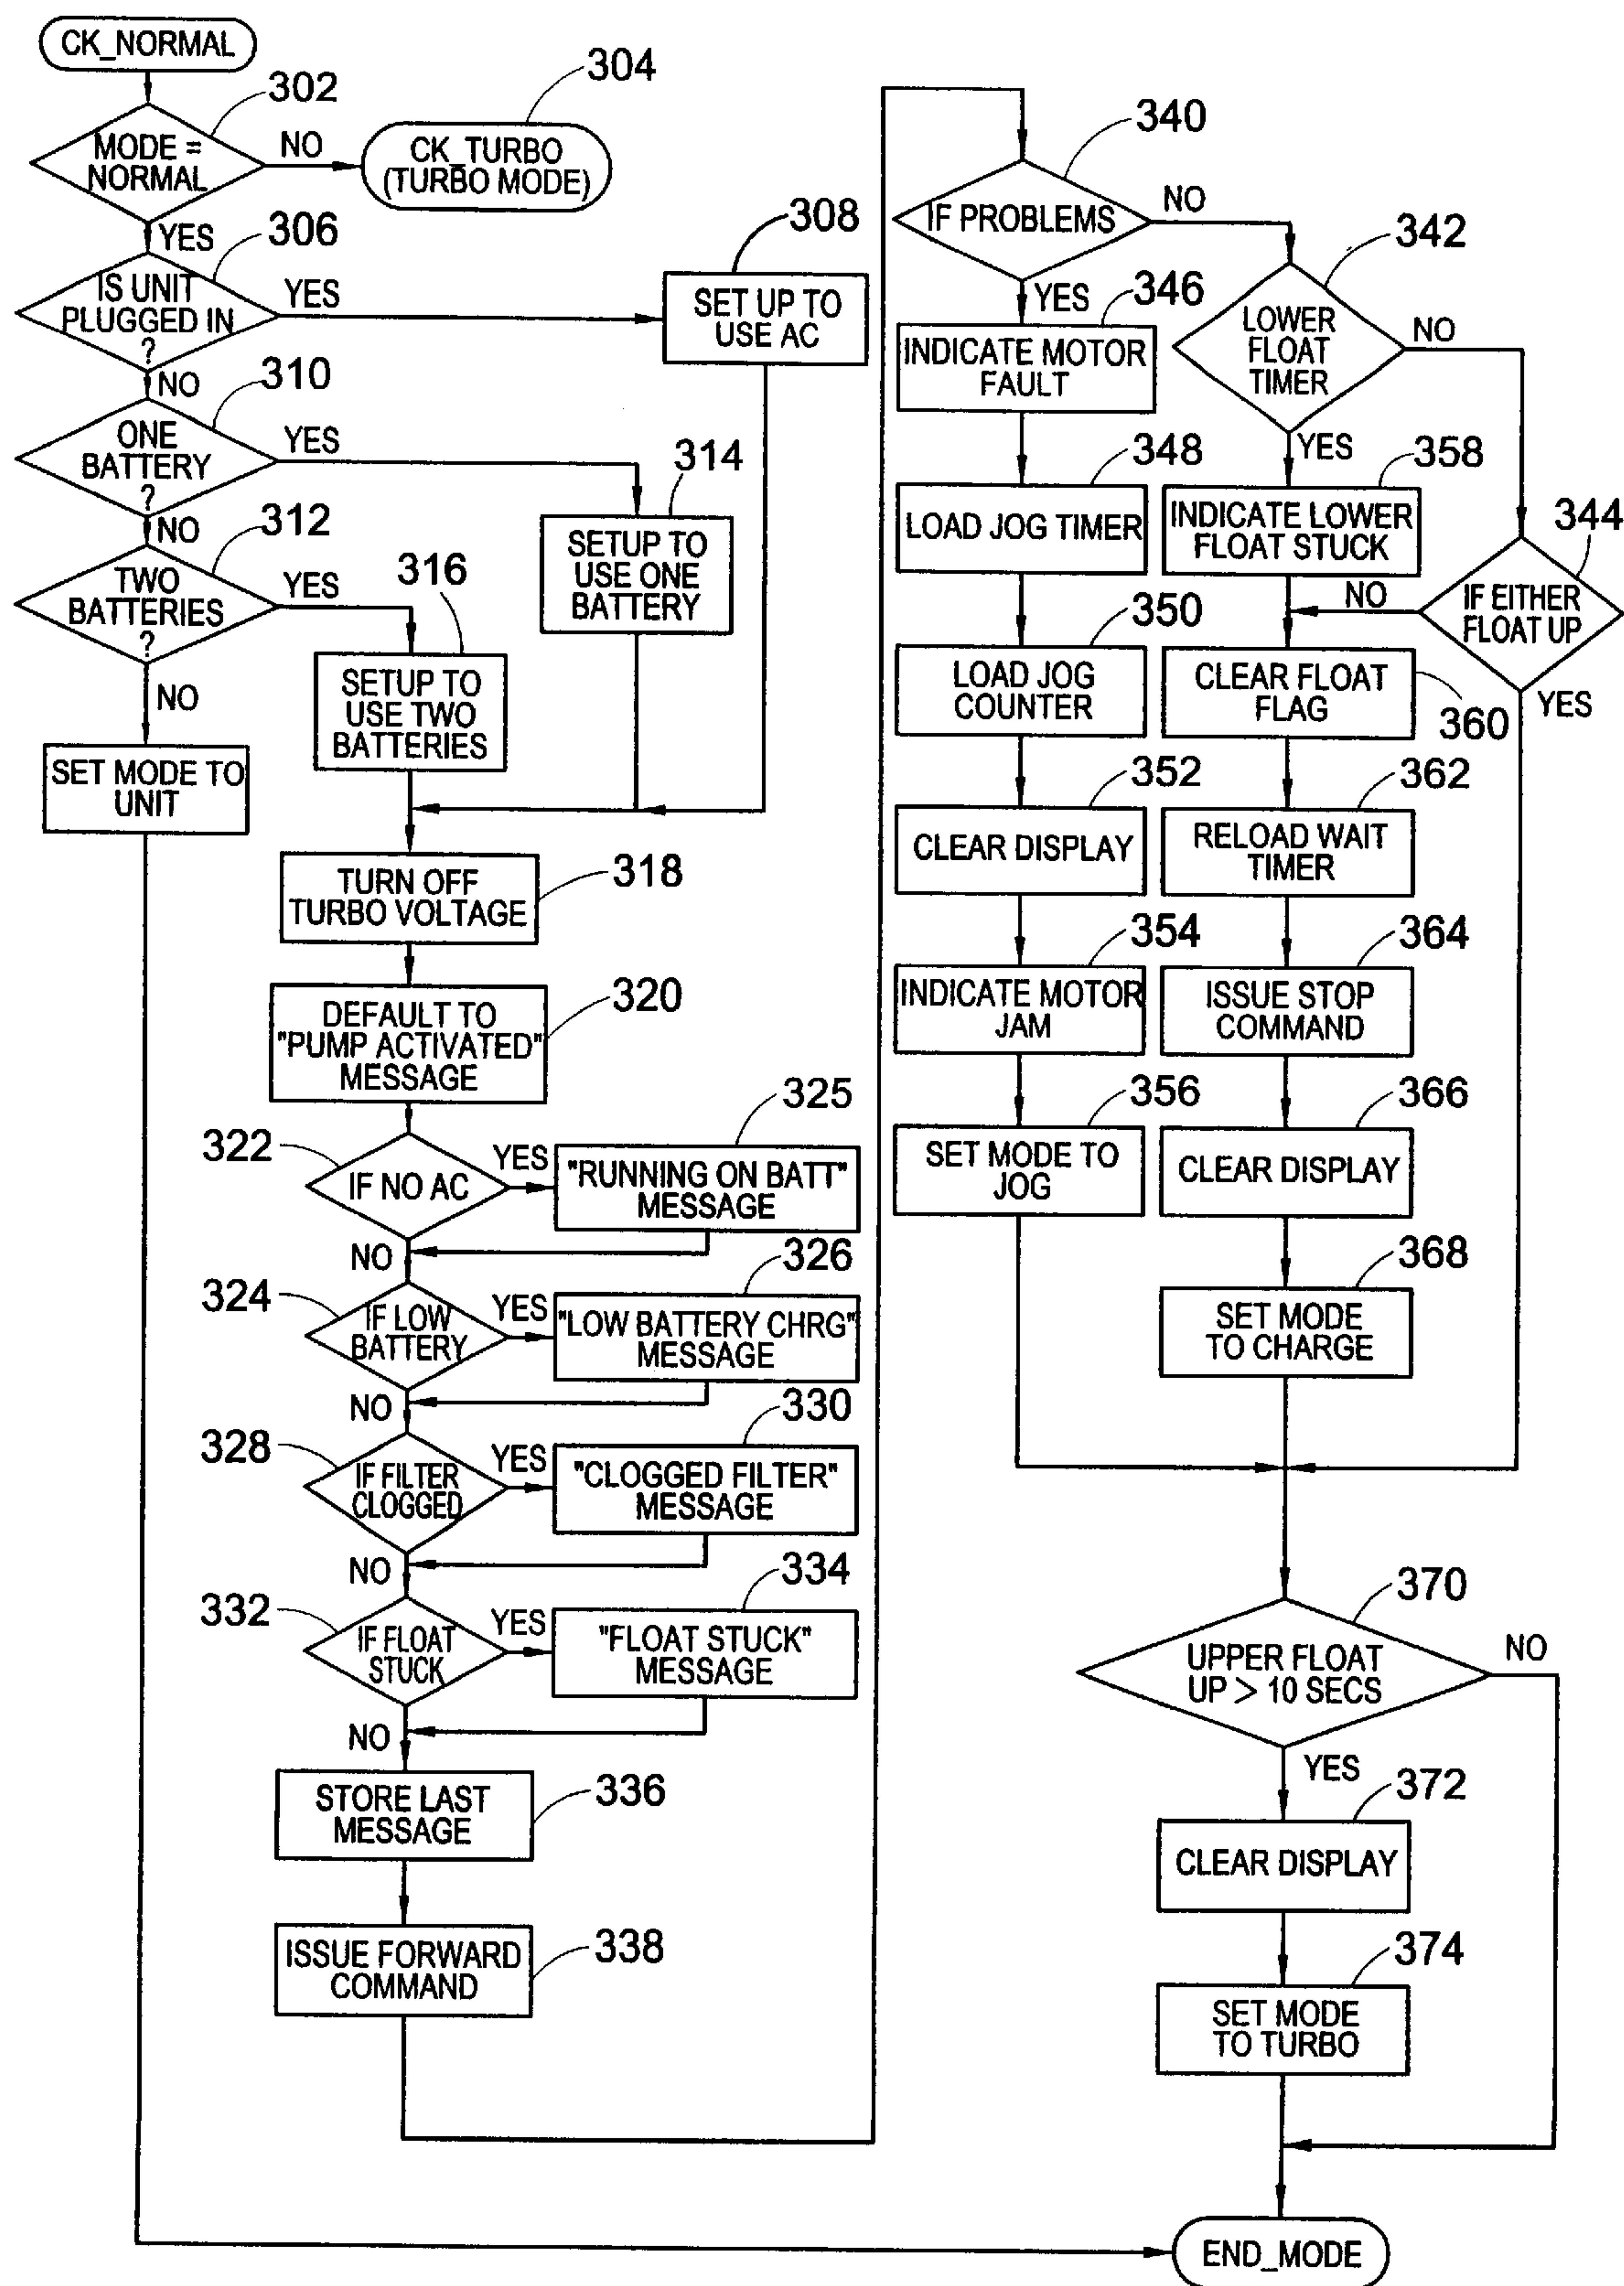 CK_NORMAL
302
MODE =
NORMAL
NO
304
CK_TURBO
(TURBO MODE)
YES
306
IS UNIT
PLUGGED IN
?
YES
308
SET UP TO
USE AC
NO
310
ONE
BATTERY
?
YES
314
SETUP TO
USE ONE
BATTERY
NO
312
TWO
BATTERIES
?
YES
316
SETUP TO
USE TWO
BATTERIES
NO
SET MODE TO
UNIT
318
TURN OFF
TURBO VOLTAGE
320
DEFAULT TO
"PUMP ACTIVATED"
MESSAGE
322
IF NO AC
YES
325
"RUNNING ON BATT"
MESSAGE
NO
324
IF LOW
BATTERY
YES
326
"LOW BATTERY CHRG"
MESSAGE
NO
328
IF FILTER
CLOGGED
YES
330
"CLOGGED FILTER"
MESSAGE
NO
332
IF FLOAT
STUCK
YES
334
"FLOAT STUCK"
MESSAGE
NO
336
STORE LAST
MESSAGE
338
ISSUE FORWARD
COMMAND
340
IF PROBLEMS
NO
YES
346
INDICATE MOTOR
FAULT
348
LOAD JOG TIMER
350
LOAD JOG
COUNTER
352
CLEAR DISPLAY
354
INDICATE MOTOR
JAM
356
SET MODE TO
JOG
342
LOWER
FLOAT
TIMER
NO
YES
358
INDICATE LOWER
FLOAT STUCK
344
IF EITHER
FLOAT UP
NO
YES
CLEAR FLOAT
FLAG
360
362
RELOAD WAIT
TIMER
364
ISSUE STOP
COMMAND
366
CLEAR DISPLAY
368
SET MODE
TO CHARGE
370
UPPER FLOAT
UP > 10 SECS
NO
YES
372
CLEAR DISPLAY
374
SET MODE
TO TURBO
END_MODE